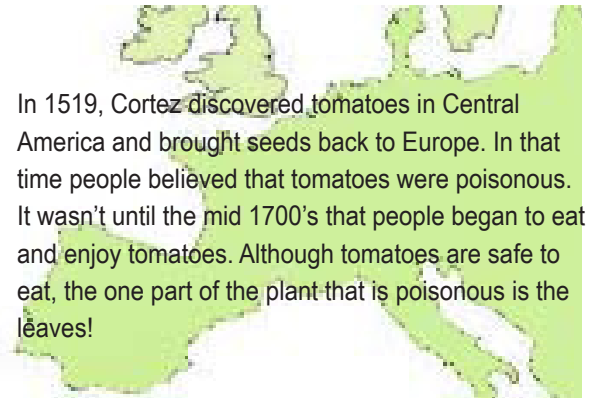 In 1519, Cortez discovered tomatoes in Central
America and brought seeds back to Europe. In that
time people believed that tomatoes were poisonous.
It wasn't until the mid 1700's that people began to eat
and enjoy tomatoes. Although tomatoes are safe to
eat, the one part of the plant that is poisonous is the
leaves!